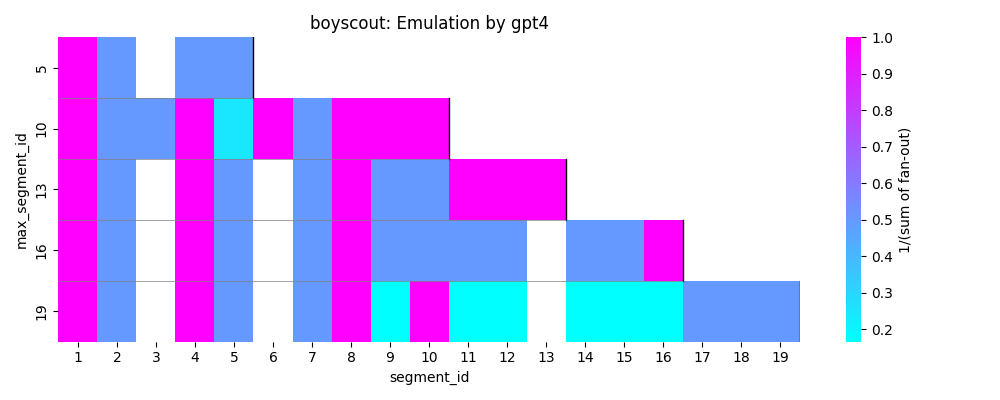 boyscout: Emulation by gpt4
max_segment_id
5
10
13
16
19
1 2 3 4 5 6 7 8 9 10 11 12 13 14 15 16 17 18 19
segment_id
1.0
0.9
0.8
0.7
0.6
0.5
0.4
0.3
0.2
1/(sum of fan-out)